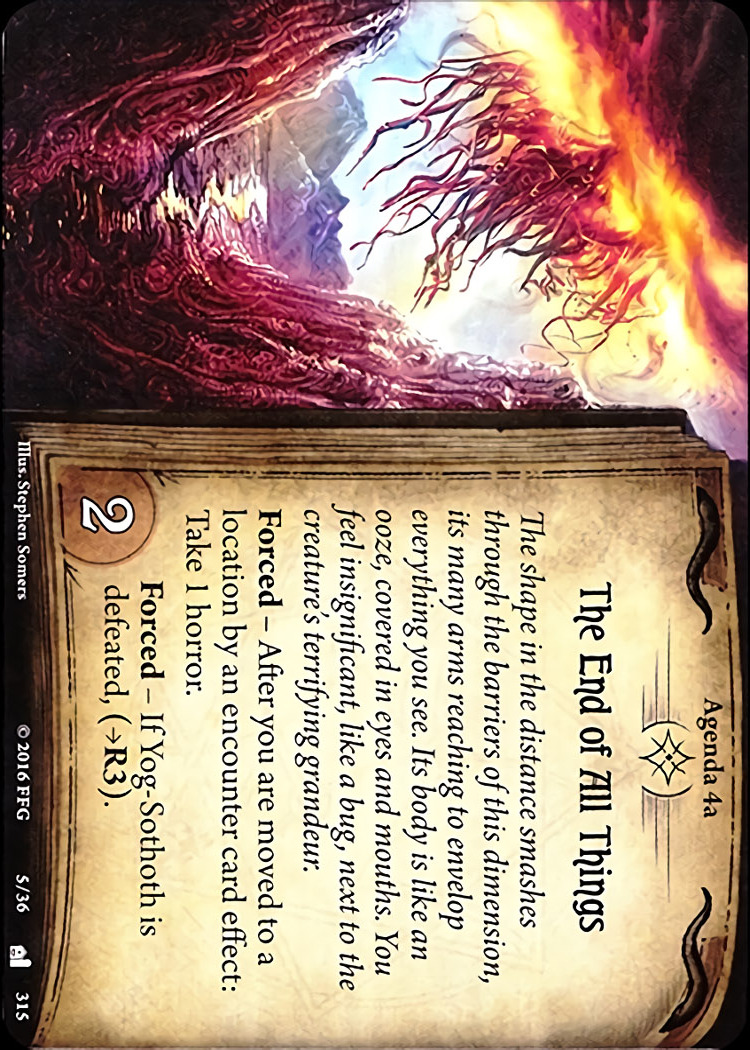 Agenda 4a
The End of All Things
The shape in the distance smashes
through the barriers of this dimension,
its many arms reaching to envelop
everything you see. Its body is like an
ooze, covered in eyes and mouths. You
feel insignificant, like a bug, next to the
creature's terrifying grandeur.
Forced – After you are moved to a
location by an encounter card effect:
Take 1 horror.
Forced – If Yog-Sothoth is
defeated, (→R3).
2
Illus. Stephen Somers © 2016 FFG 5/36 315